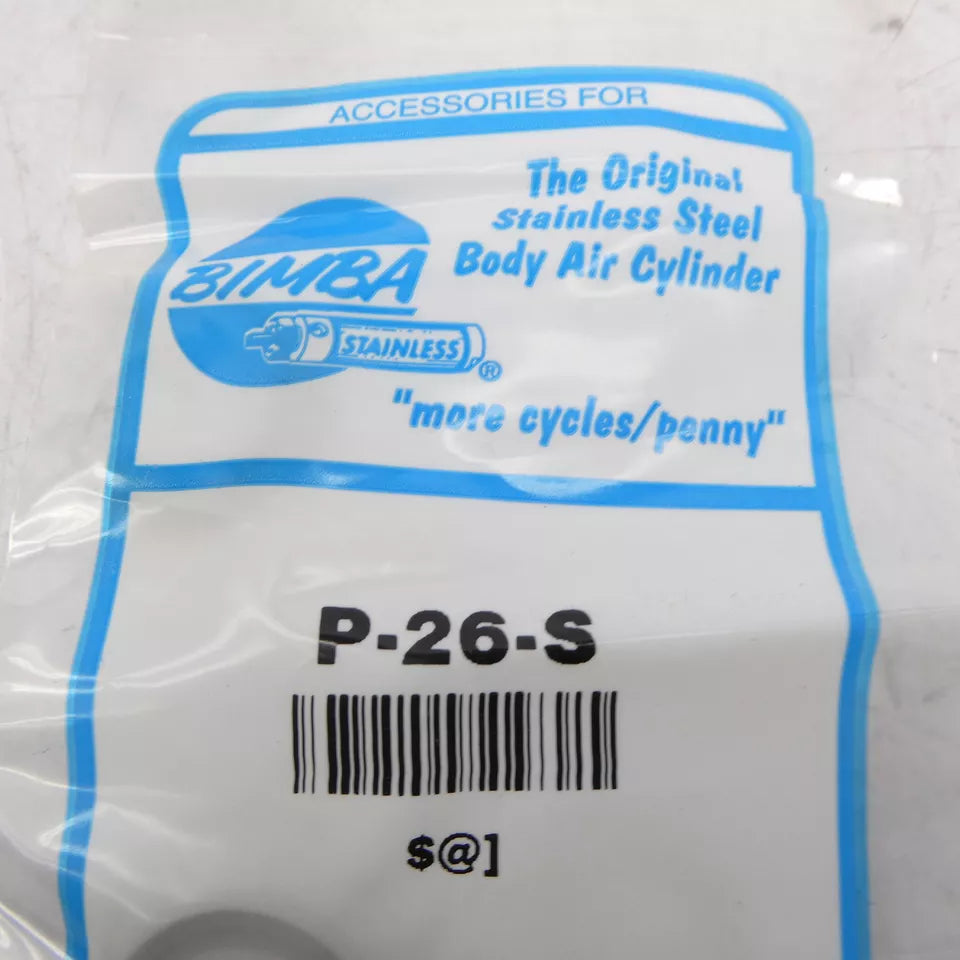 ACCESSORIES FOR
The Original
Stainless Steel
Body Air Cylinder
BIMBA
STAINLESS
®
"more cycles/penny"
P-26-S
$@]